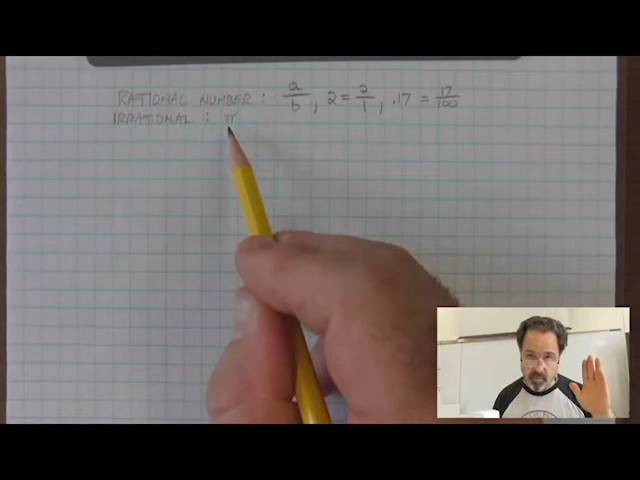 RATIONAL NUMBER : a/b , 2 = 2/1 , .17 = 17/100
IRRATIONAL : π